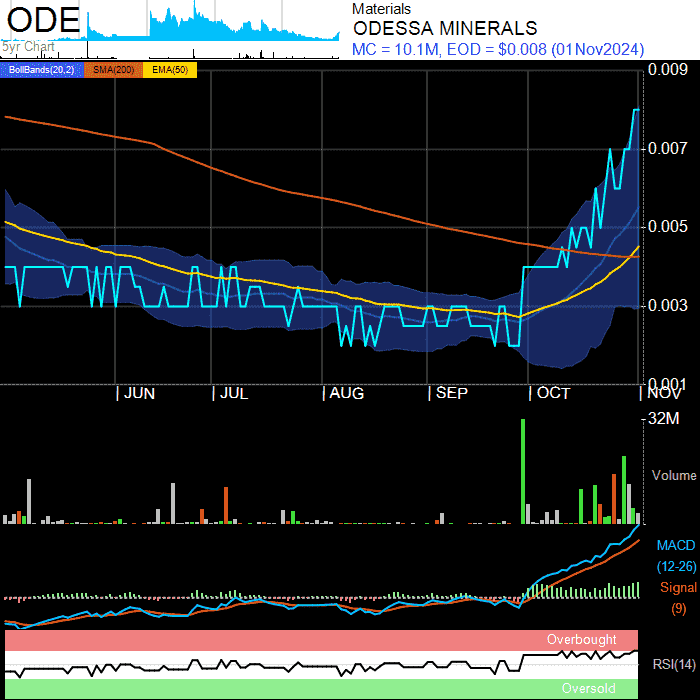 ODE
5yr Chart
Materials
ODESSA MINERALS
MC = 10.1M, EOD = $0.008 (01Nov2024)
BollBands(20,2) SMA(200) EMA(50)
0.009
0.007
0.005
0.003
0.001
| JUN | JUL | AUG | SEP | OCT | NOV
32M
Volume
MACD
(12-26)
Signal
(9)
Overbought
RSI(14)
Oversold